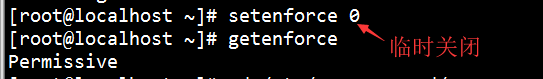 [root@localhost ~]# setenforce 0
[root@localhost ~]# getenforce
临时关闭
Permissive